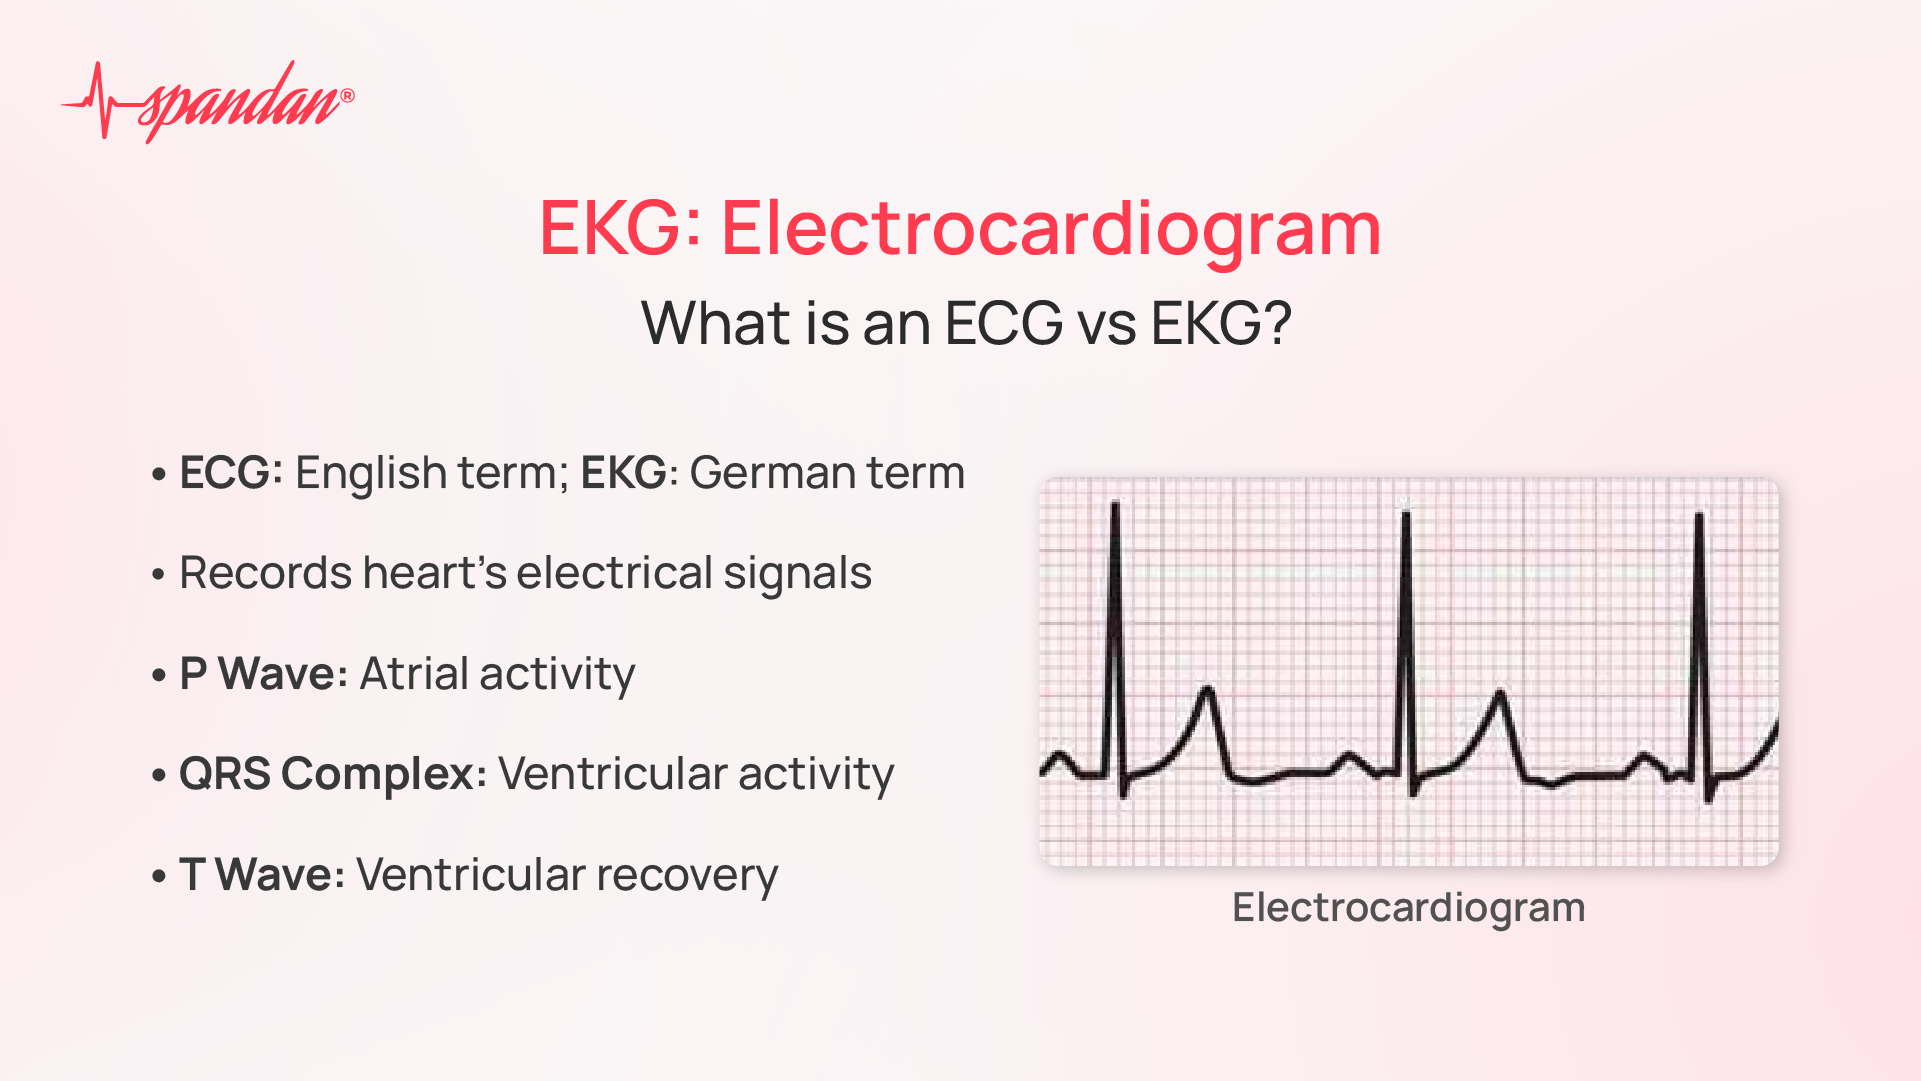 spandan®
EKG: Electrocardiogram
What is an ECG vs EKG?
• ECG: English term; EKG: German term
• Records heart’s electrical signals
• P Wave: Atrial activity
• QRS Complex: Ventricular activity
• T Wave: Ventricular recovery
Electrocardiogram